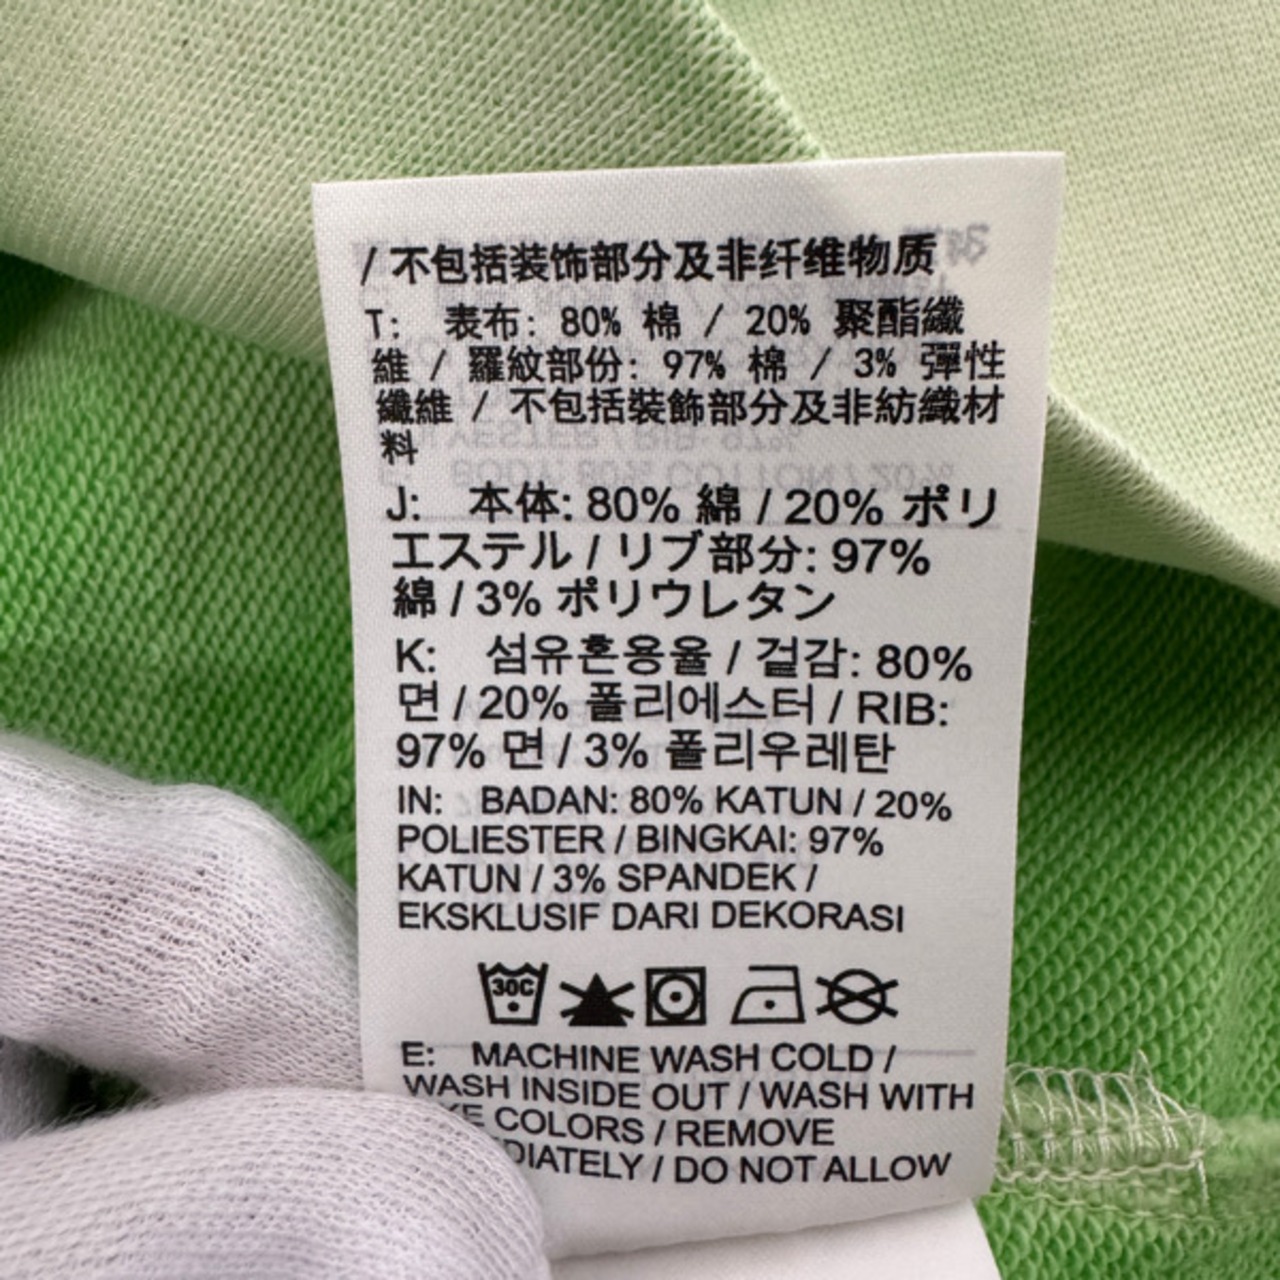 / 不包括装饰部分及非纤维物质
T: 表布: 80% 棉 / 20% 聚酯纖
維 / 羅紋部份: 97% 棉 / 3% 彈性
纖維 / 不包括裝飾部分及非紡織材
料
J: 本体: 80% 綿 / 20% ポリ
エステル / リブ部分: 97%
綿 / 3% ポリウレタン
K: 섬유혼용율 / 겉감: 80%
면 / 20% 폴리에스터 / RIB:
97% 면 / 3% 폴리우레탄
IN: BADAN: 80% KATUN / 20%
POLIESTER / BINGKAI: 97%
KATUN / 3% SPANDEK /
EKSKLUSIF DARI DEKORASI
30C
E: MACHINE WASH COLD /
WASH INSIDE OUT / WASH WITH
COLORS / REMOVE
/ DO NOT ALLOW